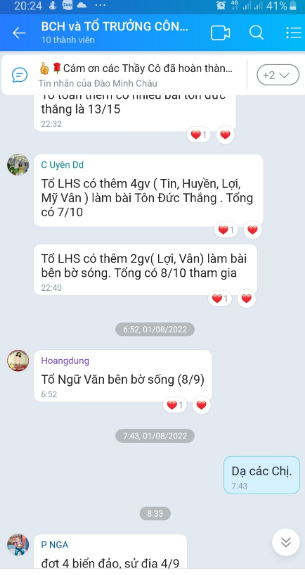 20:24 41%
BCH và TỔ TRƯỞNG CÔN...
10 thành viên
👍🌹Cám ơn các Thầy Cô đã hoàn thàn...
Tin nhắn của Đào Minh Châu
+2
Tổ toán thêm có nhiều bài tôn đức
thắng là 13/15
22:32
1
C Uyên Dd
Tổ LHS có thêm 4gv ( Tin, Huyền, Lợi,
Mỹ Vân ) làm bài Tôn Đức Thắng . Tổng
có 7/10
1
Tổ LHS có thêm 2gv( Lợi, Vân) làm bài
bên bờ sóng. Tổng có 8/10 tham gia
22:40
1
6:52, 01/08/2022
Hoangdung
Tổ Ngữ Văn bên bờ sống (8/9)
6:52
1
7:43, 01/08/2022
Dạ các Chị.
7:43
8:33
P NGA
đợt 4 biển đảo, sử địa 4/9